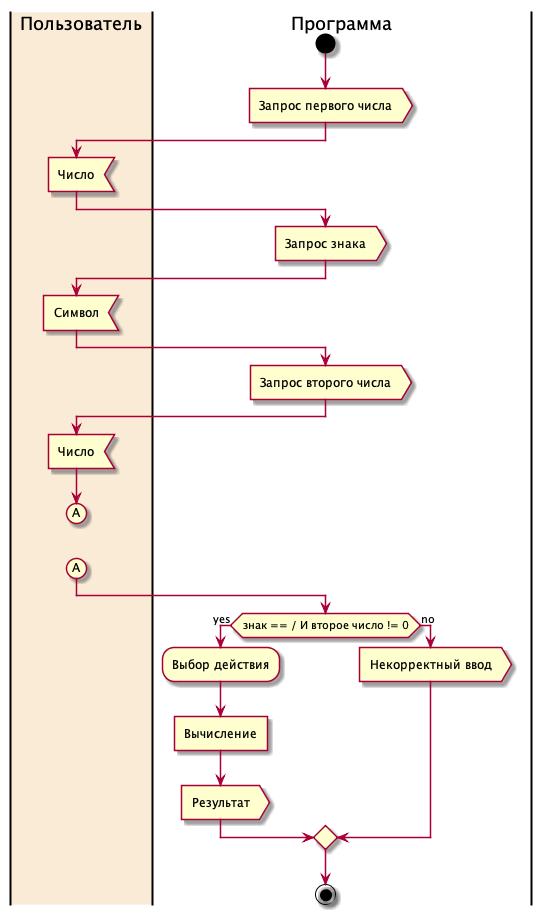 Пользователь
Программа
Запрос первого числа
Число
Запрос знака
Символ
Запрос второго числа
Число
A
A
знак == / И второе число != 0
yes
no
Выбор действия
Некорректный ввод
Вычисление
Результат